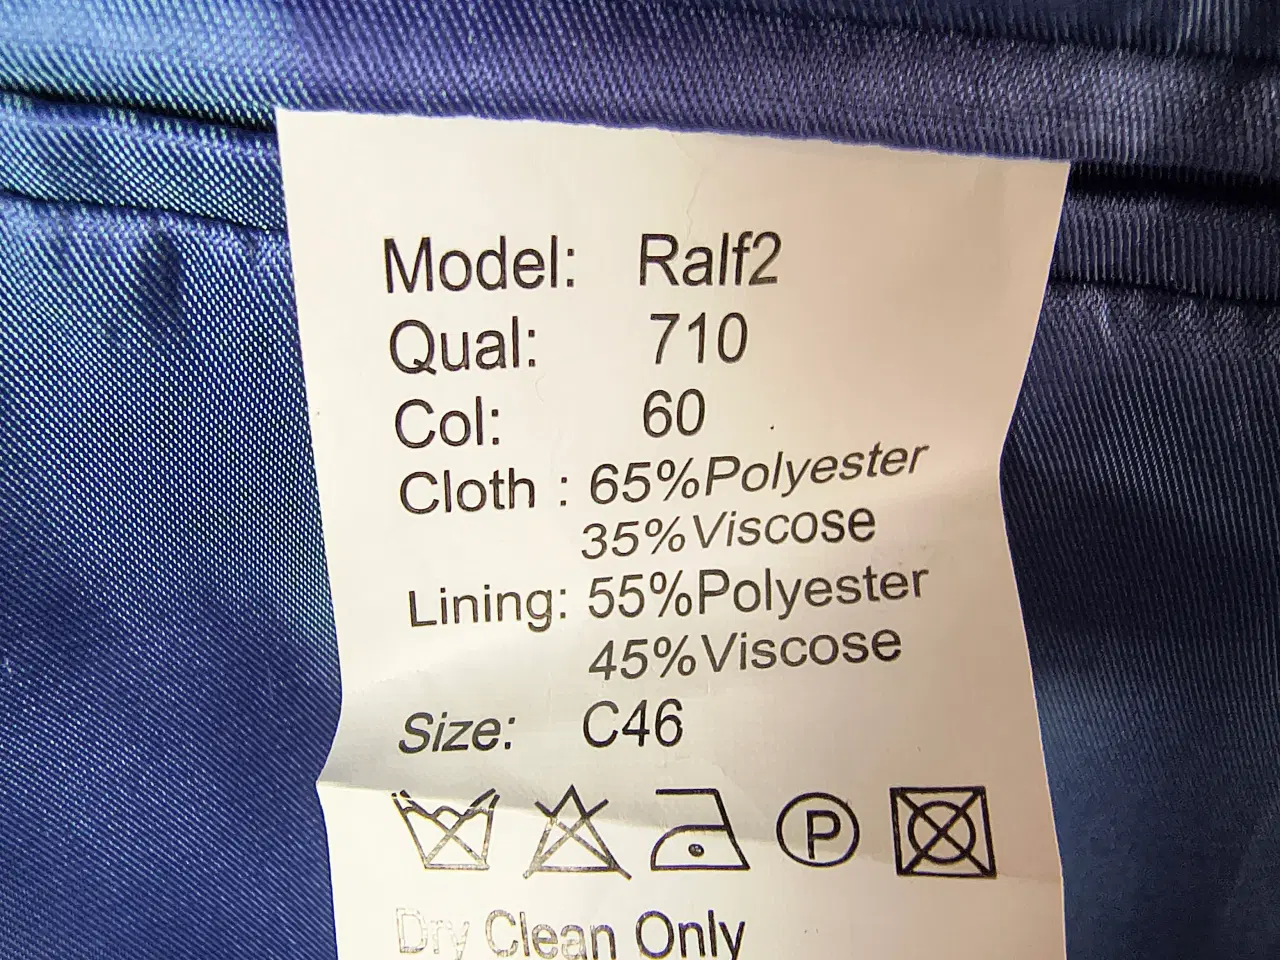 Model: Ralf2
Qual: 710
Col: 60
Cloth : 65%Polyester
35%Viscose
Lining: 55%Polyester
45%Viscose
Size: C46
P
Dry Clean Only